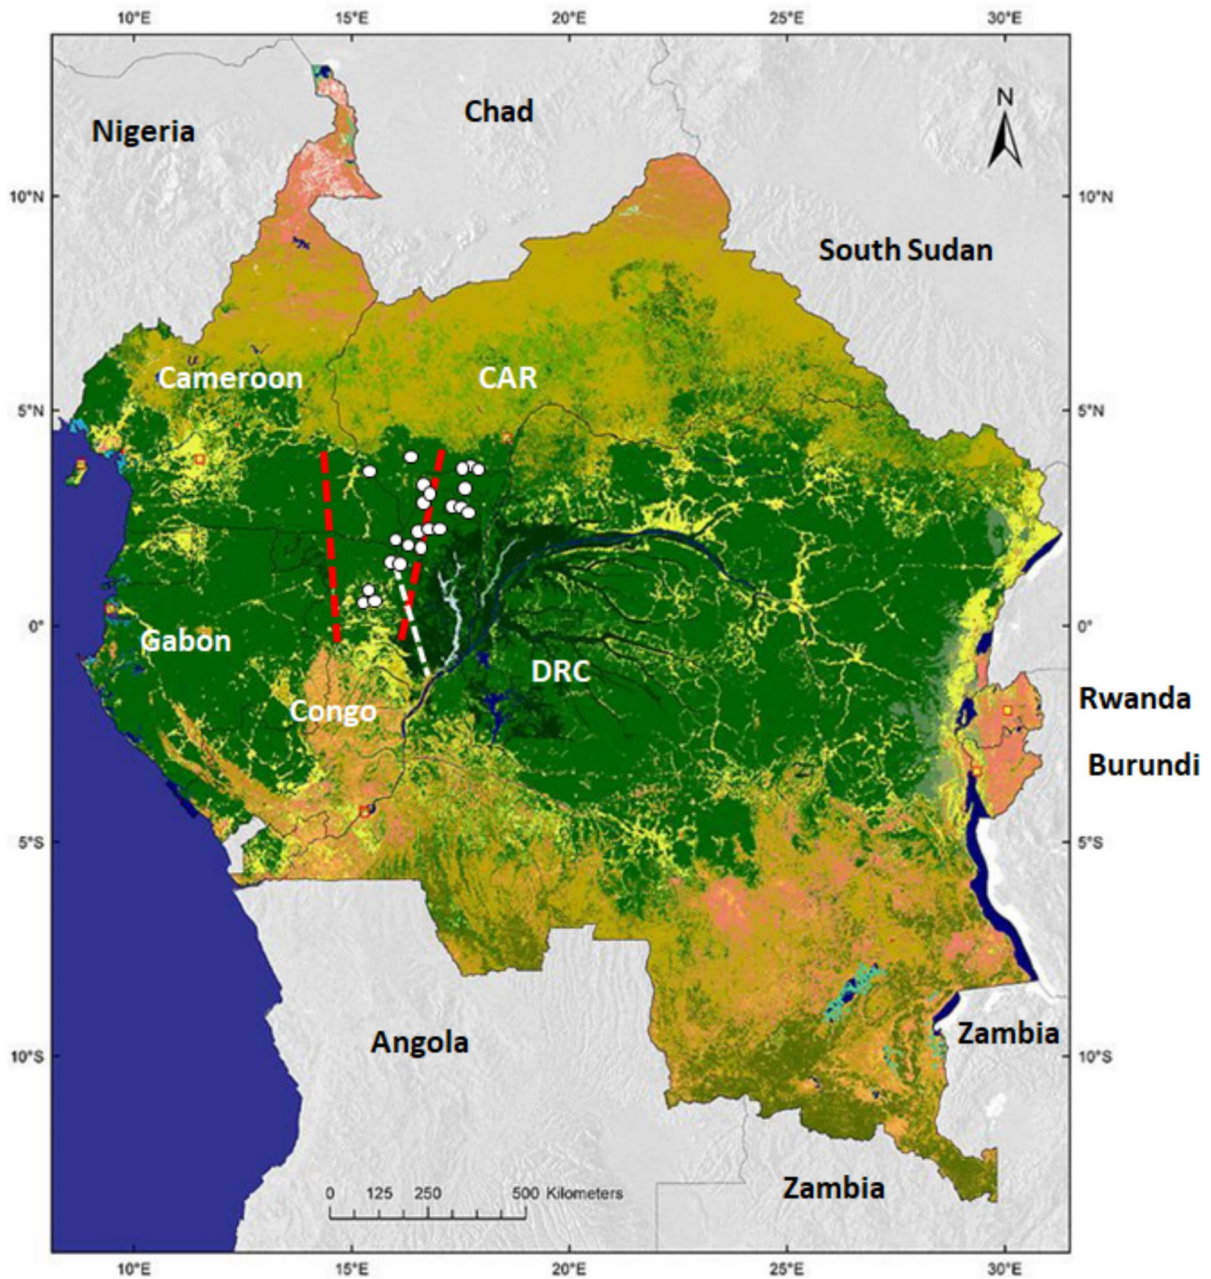 10°E 15°E 20°E 30°E
N
Nigeria
Chad
10°N 10°N
South Sudan
Cameroon
CAR
5°N 5°N
0° 0°
Gabon
DRC
Congo
Rwanda
Burundi
5°S 5°S
Angola
Zambia
10°S 10°S
Zambia
0 125 250 500 Kilometers
10°E 15°E 20°E 25°E 30°E